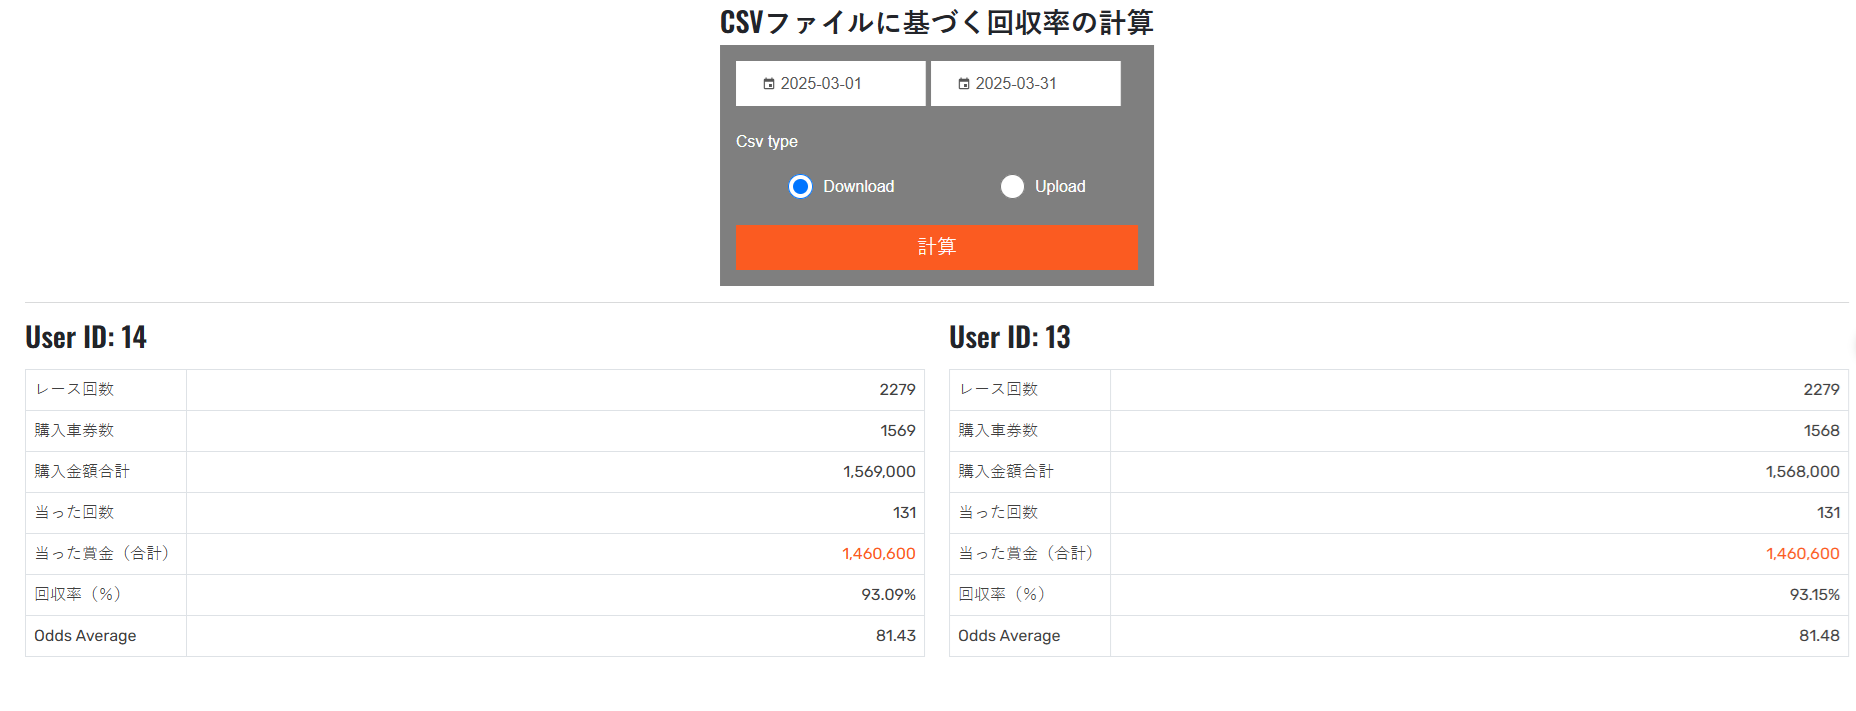 CSVファイルに基づく回収率の計算
2025-03-01 2025-03-31
Csv type
Download Upload
計算
User ID: 14
レース回数 2279
購入車券数 1569
購入金額合計 1,569,000
当った回数 131
当った賞金（合計） 1,460,600
回収率（%） 93.09%
Odds Average 81.43
User ID: 13
レース回数 2279
購入車券数 1568
購入金額合計 1,568,000
当った回数 131
当った賞金（合計） 1,460,600
回収率（%） 93.15%
Odds Average 81.48